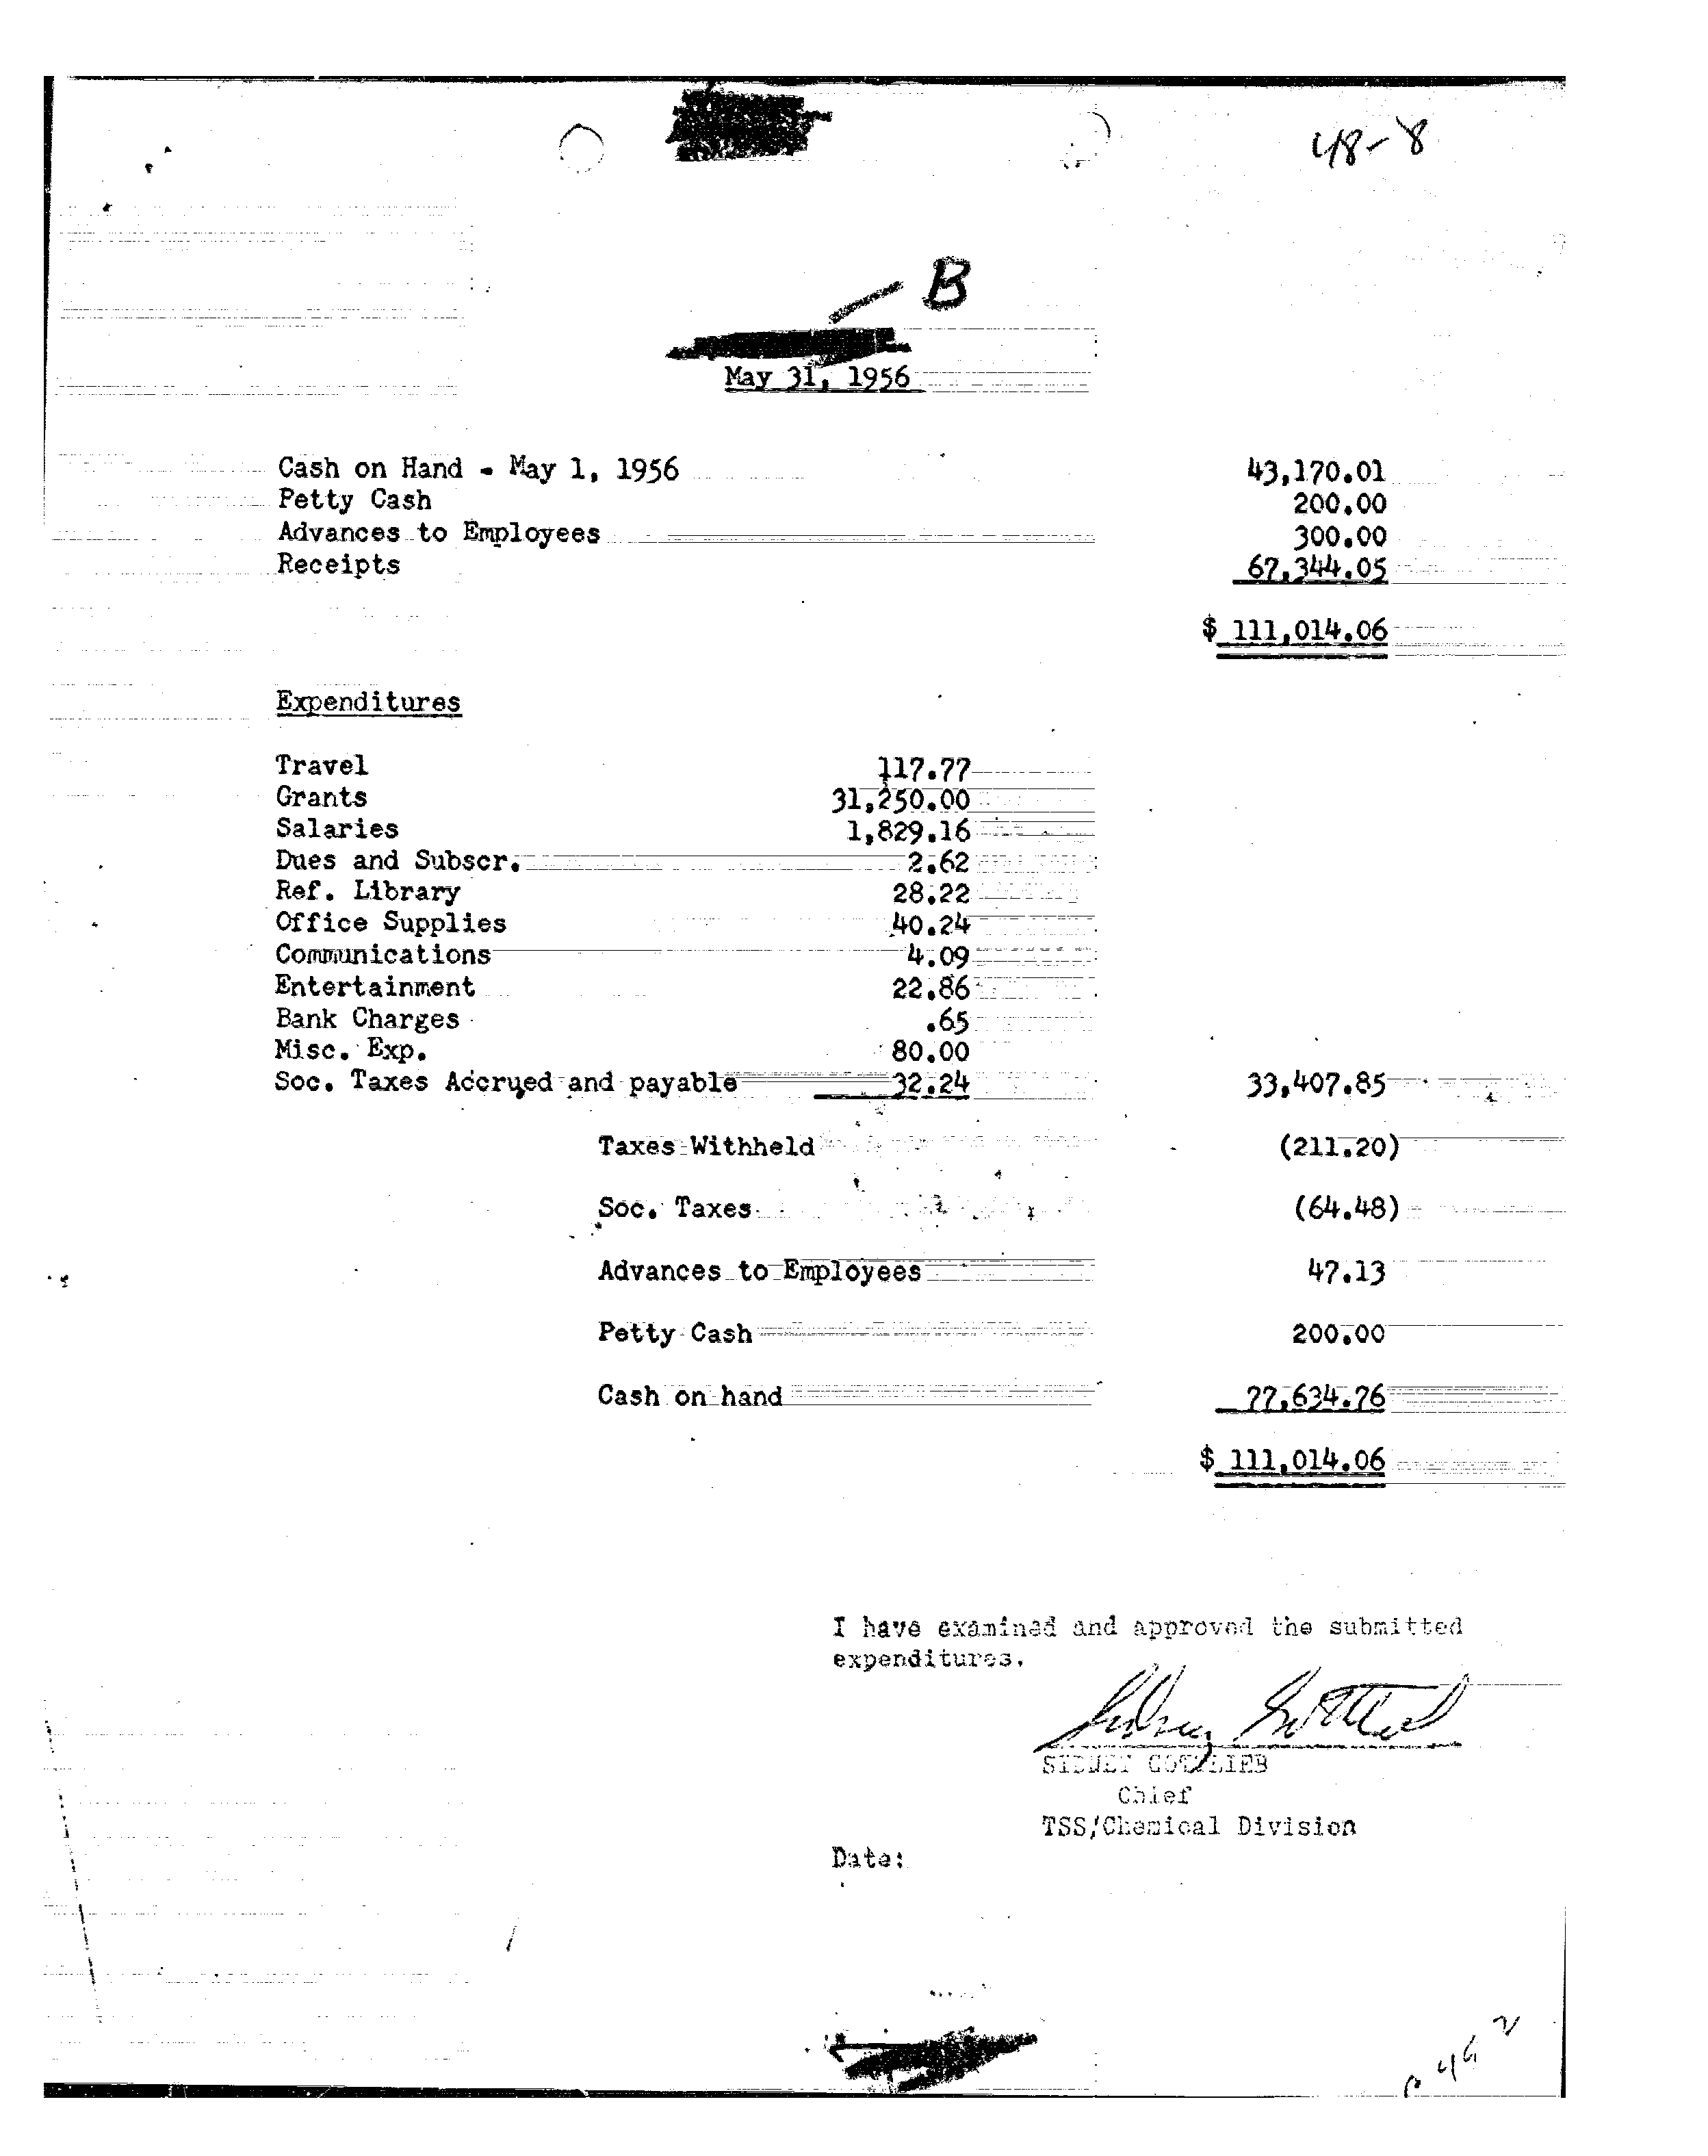 48-8
B
May 31, 1956
Cash on Hand - May 1, 1956 43,170.01
Petty Cash 200.00
Advances to Employees 300.00
Receipts 67,344.05
$ 111,014.06
Expenditures
Travel 117.77
Grants 31,250.00
Salaries 1,829.16
Dues and Subscr. 2.62
Ref. Library 28.22
Office Supplies 40.24
Communications 4.09
Entertainment 22.86
Bank Charges .65
Misc. Exp. 80.00
Soc. Taxes Accrued and payable 32.24 33,407.85
Taxes Withheld (211.20)
Soc. Taxes (64.48)
Advances to Employees 47.13
Petty Cash 200.00
Cash on hand 77,634.76
$ 111,014.06
I have examined and approved the submitted
expenditures.
Sidney Gottlieb
SIDNEY GOTTLIEB
Chief
TSS/Chemical Division
Date: